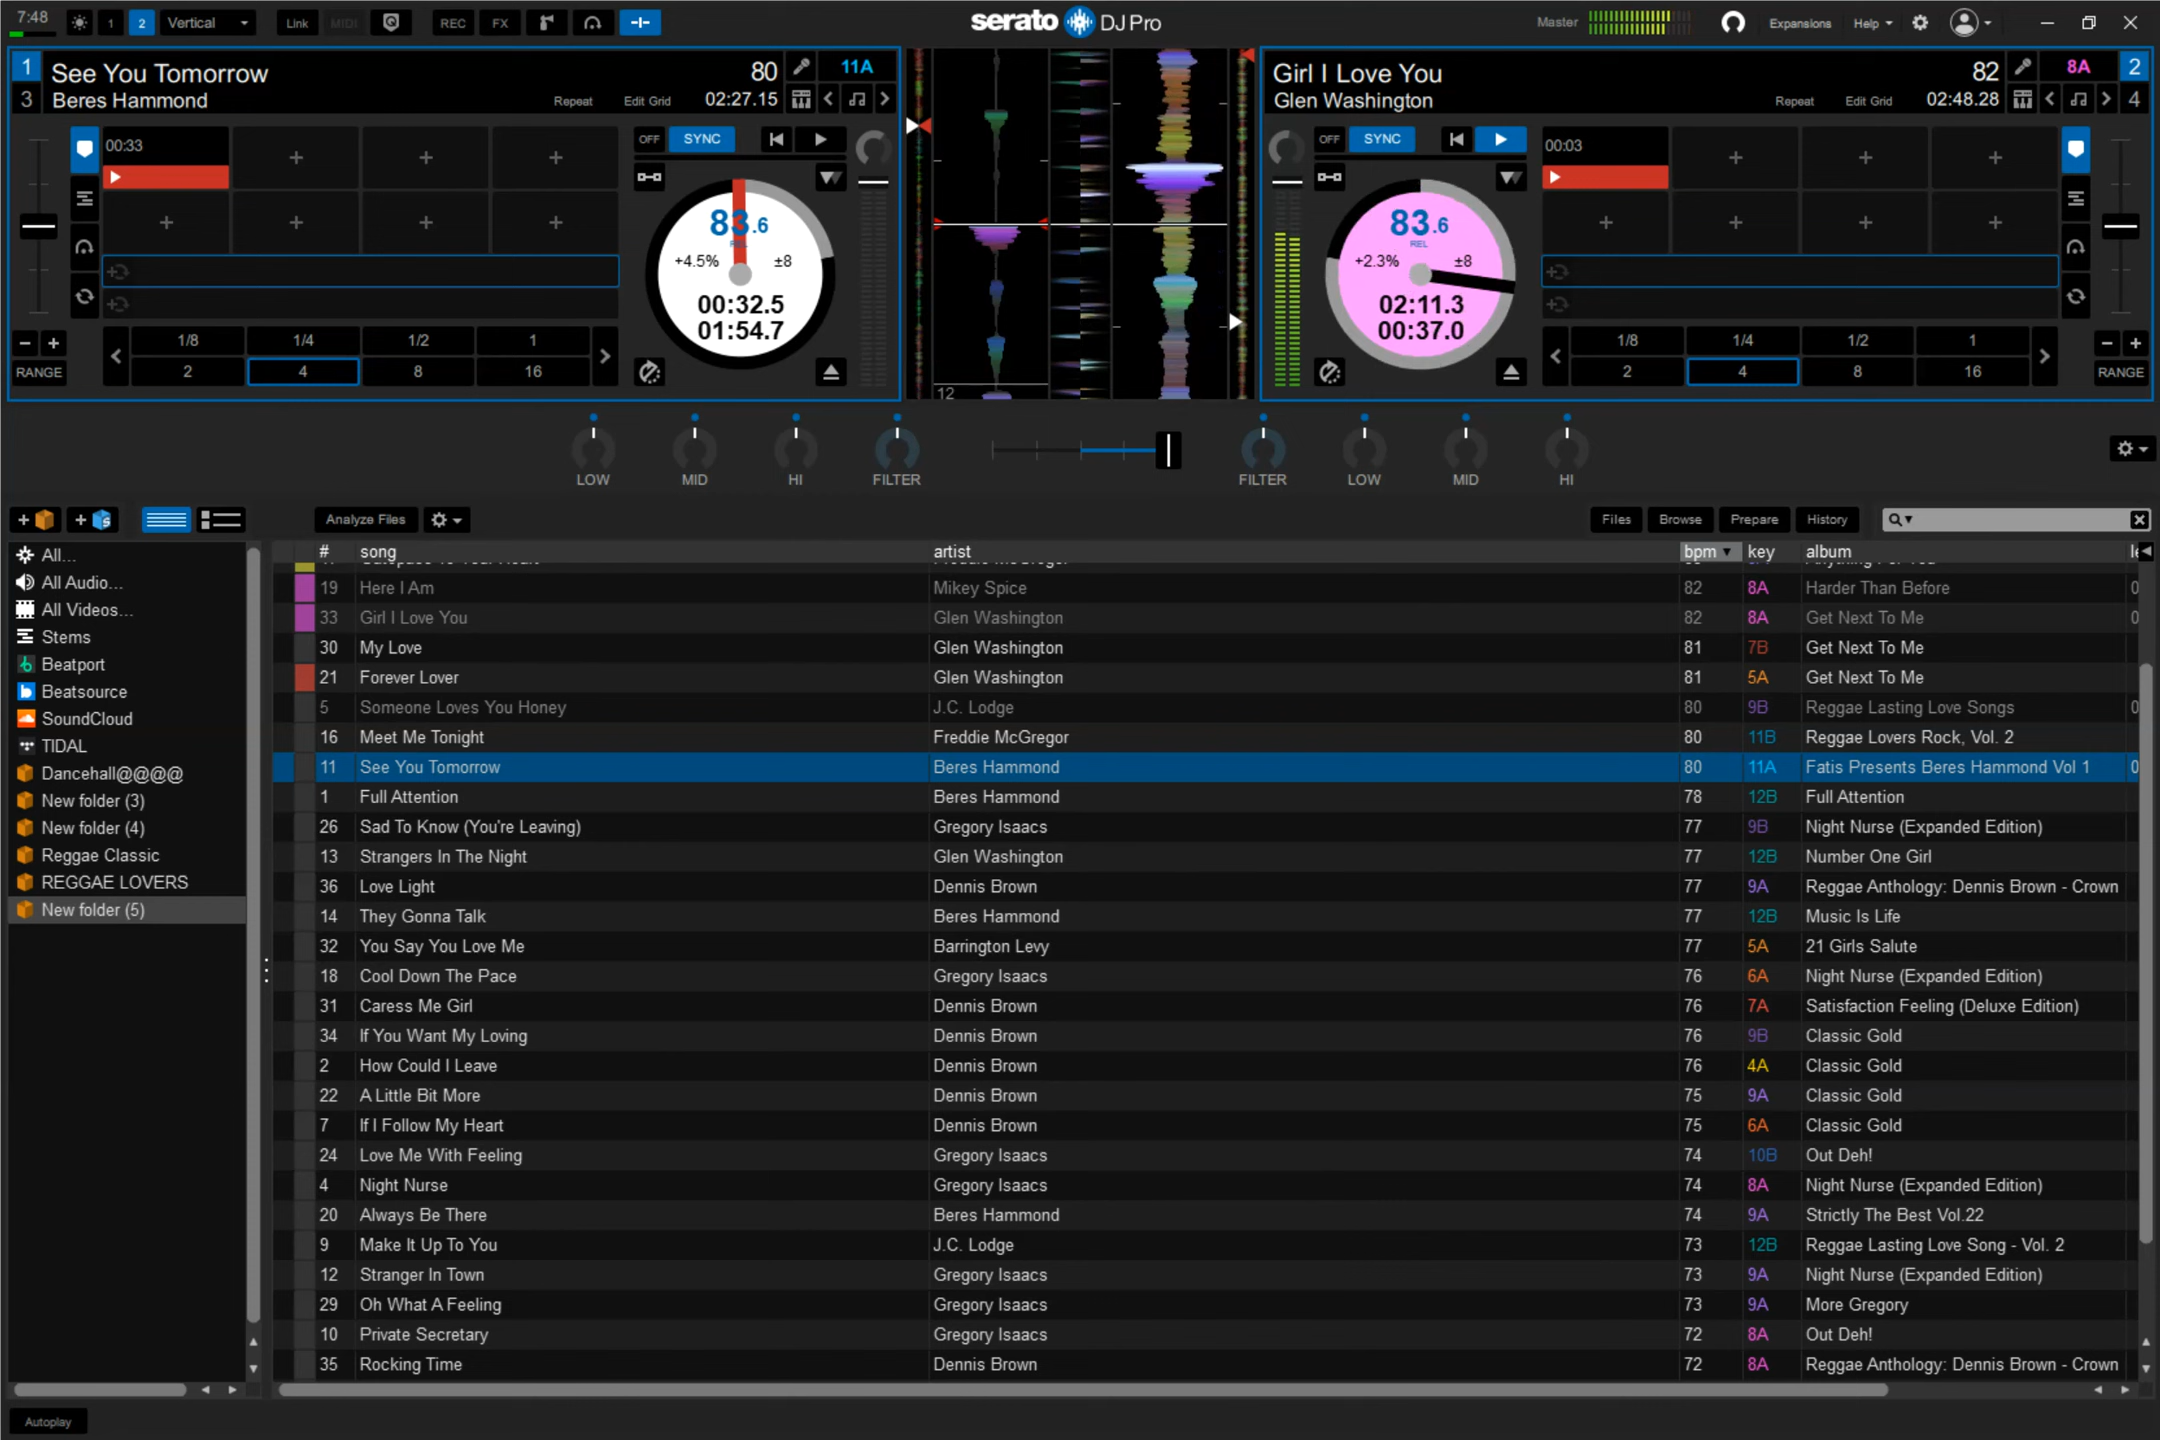 7:48 1 2 Vertical Link MIDI REC FX serato DJ Pro Master Expansions Help
1 See You Tomorrow 80 11A
3 Beres Hammond Repeat Edit Grid 02:27.15
00:33
OFF SYNC
83.6
REL
+4.5% ±8
00:32.5
01:54.7
1/8 1/4 1/2 1
2 4 8 16
RANGE
12
Girl I Love You 82 8A 2
Glen Washington Repeat Edit Grid 02:48.28 4
OFF SYNC
83.6
REL
+2.3% ±8
02:11.3
00:37.0
00:03
1/8 1/4 1/2 1
2 4 8 16
RANGE
LOW MID HI FILTER FILTER LOW MID HI
Analyze Files Files Browse Prepare History
All...
All Audio...
All Videos...
Stems
Beatport
Beatsource
SoundCloud
TIDAL
Dancehall@@@@
New folder (3)
New folder (4)
Reggae Classic
REGGAE LOVERS
New folder (5)
# song artist bpm key album
19 Here I Am Mikey Spice 82 8A Harder Than Before 0
33 Girl I Love You Glen Washington 82 8A Get Next To Me 0
30 My Love Glen Washington 81 7B Get Next To Me
21 Forever Lover Glen Washington 81 5A Get Next To Me
5 Someone Loves You Honey J.C. Lodge 80 9B Reggae Lasting Love Songs 0
16 Meet Me Tonight Freddie McGregor 80 11B Reggae Lovers Rock, Vol. 2
11 See You Tomorrow Beres Hammond 80 11A Fatis Presents Beres Hammond Vol 1 0
1 Full Attention Beres Hammond 78 12B Full Attention
26 Sad To Know (You're Leaving) Gregory Isaacs 77 9B Night Nurse (Expanded Edition)
13 Strangers In The Night Glen Washington 77 12B Number One Girl
36 Love Light Dennis Brown 77 9A Reggae Anthology: Dennis Brown - Crown
14 They Gonna Talk Beres Hammond 77 12B Music Is Life
32 You Say You Love Me Barrington Levy 77 5A 21 Girls Salute
18 Cool Down The Pace Gregory Isaacs 76 6A Night Nurse (Expanded Edition)
31 Caress Me Girl Dennis Brown 76 7A Satisfaction Feeling (Deluxe Edition)
34 If You Want My Loving Dennis Brown 76 9B Classic Gold
2 How Could I Leave Dennis Brown 76 4A Classic Gold
22 A Little Bit More Dennis Brown 75 9A Classic Gold
7 If I Follow My Heart Dennis Brown 75 6A Classic Gold
24 Love Me With Feeling Gregory Isaacs 74 10B Out Deh!
4 Night Nurse Gregory Isaacs 74 8A Night Nurse (Expanded Edition)
20 Always Be There Beres Hammond 74 9A Strictly The Best Vol.22
9 Make It Up To You J.C. Lodge 73 12B Reggae Lasting Love Song - Vol. 2
12 Stranger In Town Gregory Isaacs 73 9A Night Nurse (Expanded Edition)
29 Oh What A Feeling Gregory Isaacs 73 9A More Gregory
10 Private Secretary Gregory Isaacs 72 8A Out Deh!
35 Rocking Time Dennis Brown 72 8A Reggae Anthology: Dennis Brown - Crown
Autoplay